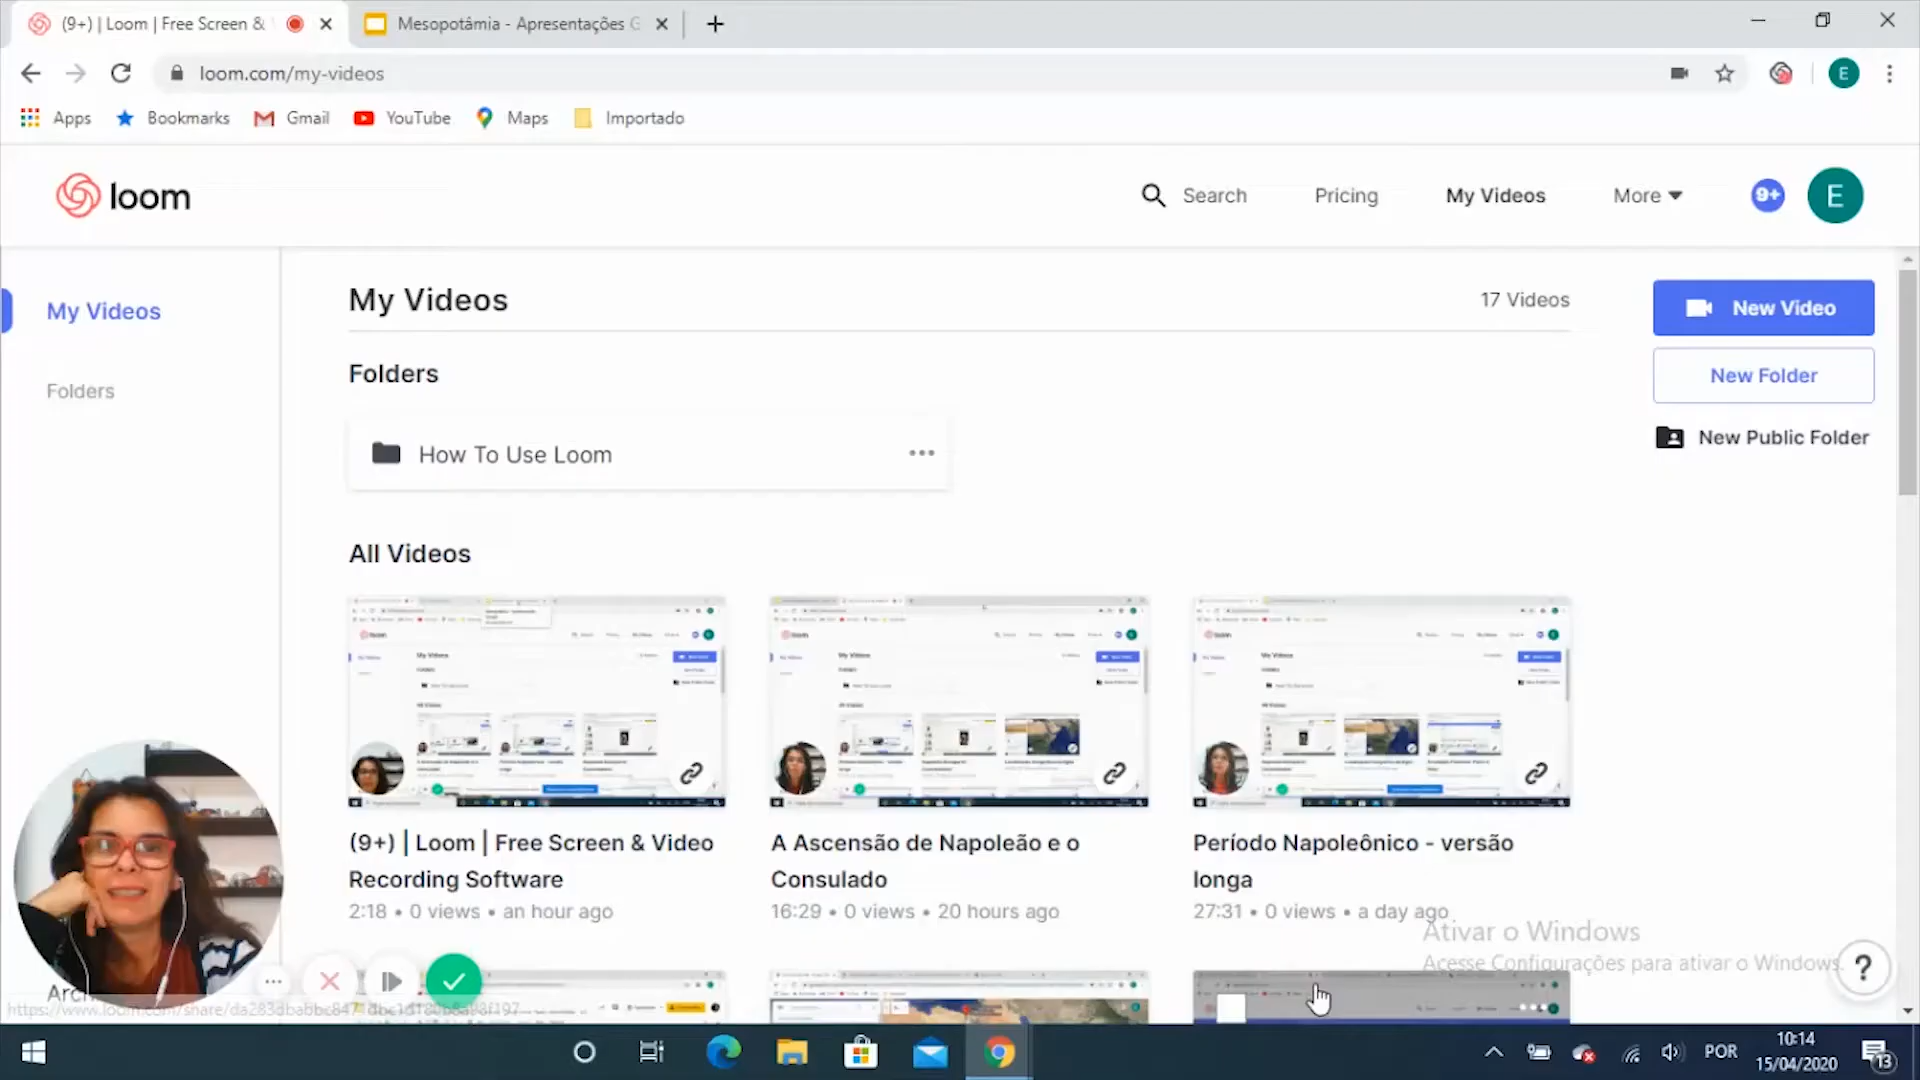 (9+) | Loom | Free Screen &
Mesopotâmia - Apresentações G
loom.com/my-videos
E
Apps
Bookmarks
Gmail
YouTube
Maps
Importado
loom
Search
Pricing
My Videos
More
9+
E
My Videos
Folders
My Videos
17 Videos
New Video
New Folder
New Public Folder
Folders
How To Use Loom
All Videos
(9+) | Loom | Free Screen & Video
Recording Software
2:18 • 0 views • an hour ago
A Ascensão de Napoleão e o
Consulado
16:29 • 0 views • 20 hours ago
Período Napoleônico - versão
longa
27:31 • 0 views • a day ago
Ativar o Windows
Acesse Configurações para ativar o Windows.
?
POR
10:14
15/04/2020
13